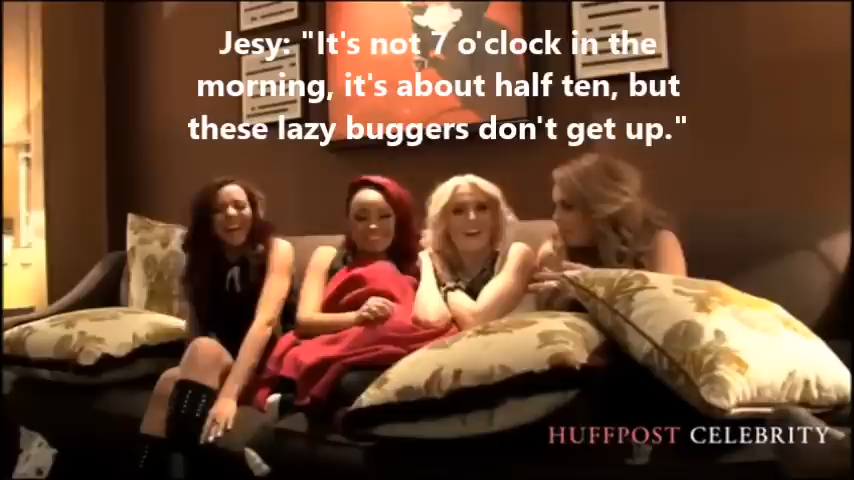 Jesy: "It's not 7 o'clock in the
morning, it's about half ten, but
these lazy buggers don't get up."
HUFFPOST CELEBRITY